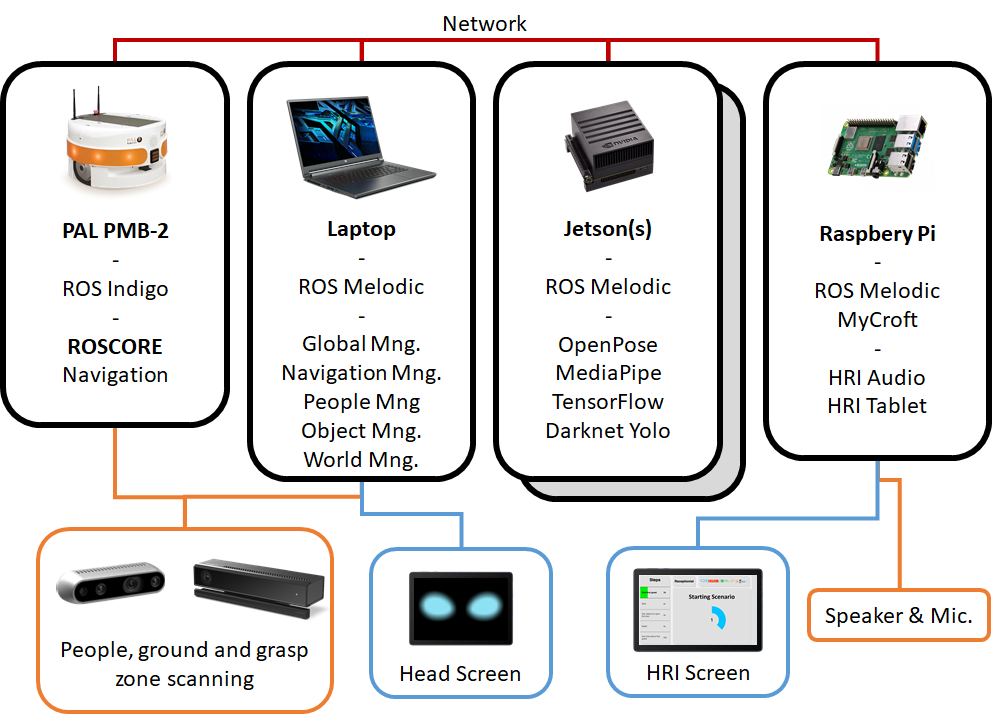 Network
PAL PMB-2
-
ROS Indigo
-
ROSCORE
Navigation
Laptop
-
ROS Melodic
-
Global Mng.
Navigation Mng.
People Mng
Object Mng.
World Mng.
NVIDIA
Jetson(s)
-
ROS Melodic
-
OpenPose
MediaPipe
TensorFlow
Darknet Yolo
Raspbery Pi
-
ROS Melodic
MyCroft
-
HRI Audio
HRI Tablet
People, ground and grasp
zone scanning
Head Screen
Steps
Receptionist
Starting Scenario
HRI Screen
Speaker & Mic.